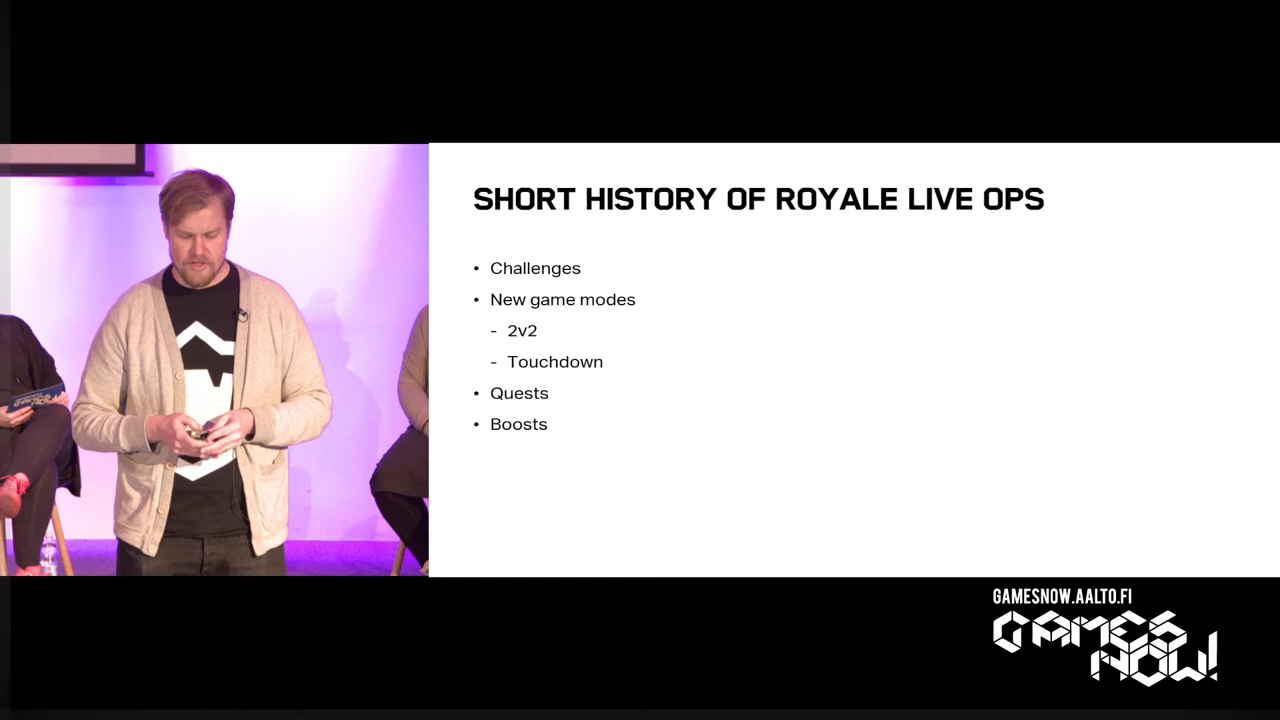 SHORT HISTORY OF ROYALE LIVE OPS
• Challenges
• New game modes
- 2v2
- Touchdown
• Quests
• Boosts
GAMESNOW.AALTO.FI
GAMES
NOW!